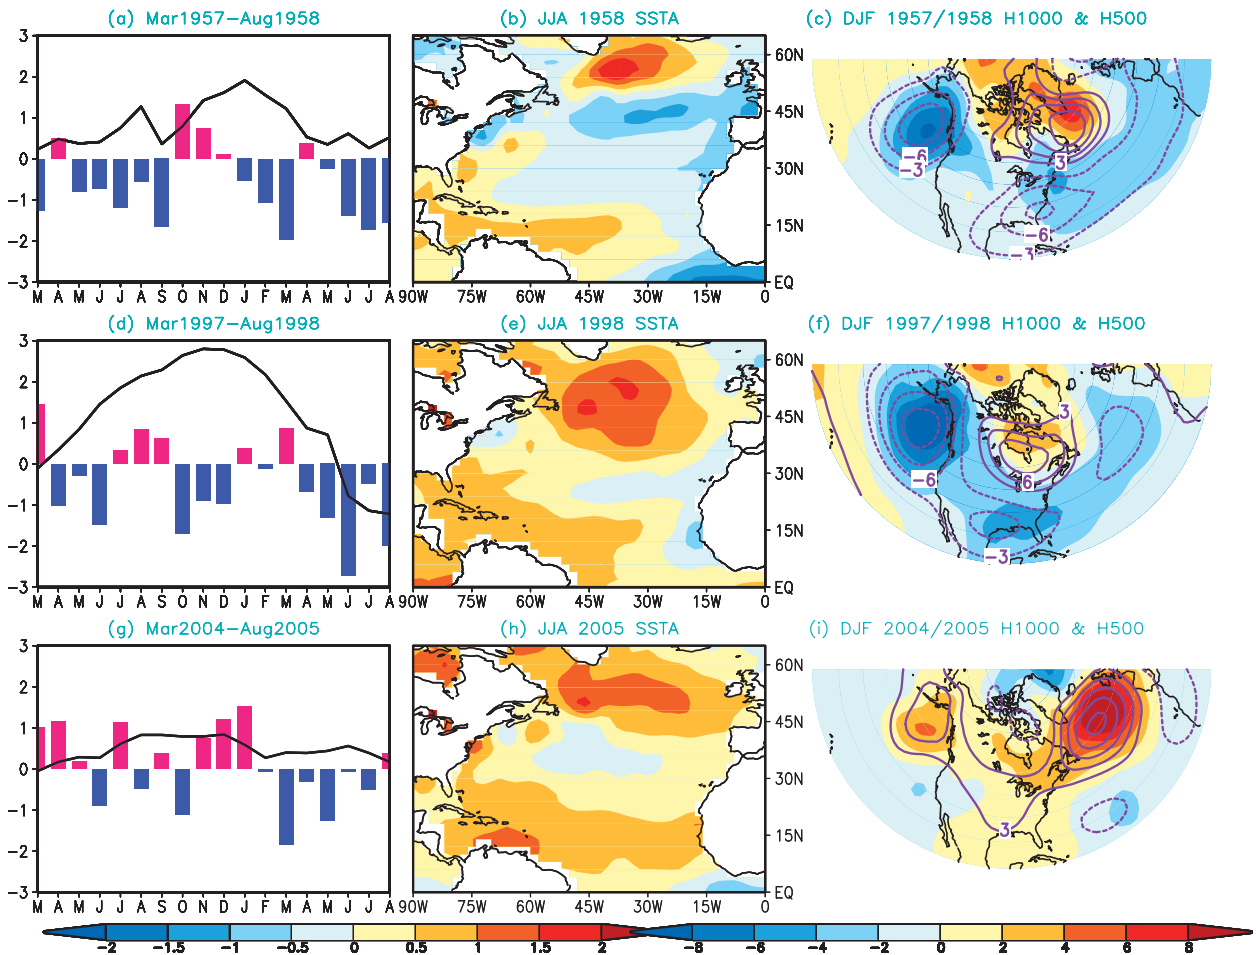 (a) Mar1957−Aug1958
(b) JJA 1958 SSTA
(c) DJF 1957/1958 H1000 & H500
3
2
1
0
−1
−2
−3
M A M J J A S O N D J F M A M J J A
60N
45N
30N
15N
EQ
90W 75W 60W 45W 30W 15W 0
−6
−3
3
−6
−3
(d) Mar1997−Aug1998
(e) JJA 1998 SSTA
(f) DJF 1997/1998 H1000 & H500
3
2
1
0
−1
−2
−3
M A M J J A S O N D J F M A M J J A
60N
45N
30N
15N
EQ
90W 75W 60W 45W 30W 15W 0
3
−6
6
−3
(g) Mar2004−Aug2005
(h) JJA 2005 SSTA
(i) DJF 2004/2005 H1000 & H500
3
2
1
0
−1
−2
−3
M A M J J A S O N D J F M A M J J A
60N
45N
30N
15N
EQ
90W 75W 60W 45W 30W 15W 0
3
−2 −1.5 −1 −0.5 0 0.5 1 1.5 2
−8 −6 −4 −2 0 2 4 6 8